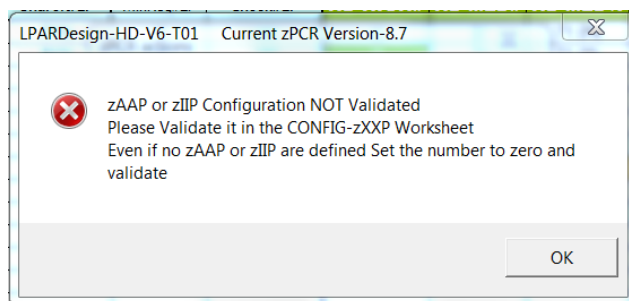 LPARDesign-HD-V6-T01 Current zPCR Version-8.7
zAAP or zIIP Configuration NOT Validated
Please Validate it in the CONFIG-zXXP Worksheet
Even if no zAAP or zIIP are defined Set the number to zero and
validate
OK